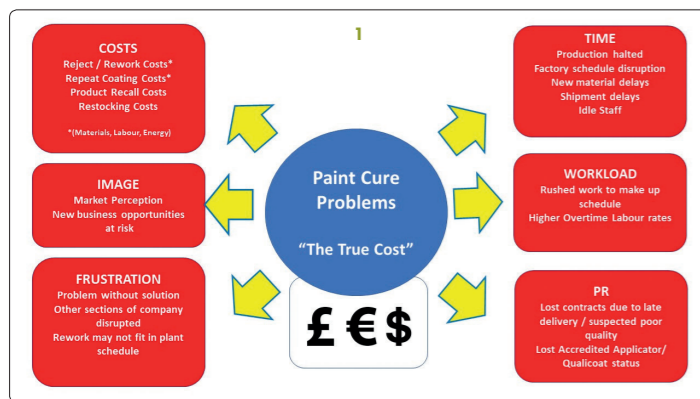 1
COSTS
Reject / Rework Costs*
Repeat Coating Costs*
Product Recall Costs
Restocking Costs
*(Materials, Labour, Energy)
IMAGE
Market Perception
New business opportunities
at risk
FRUSTRATION
Problem without solution
Other sections of company
disrupted
Rework may not fit in plant
schedule
Paint Cure
Problems
“The True Cost”
£ € $
TIME
Production halted
Factory schedule disruption
New material delays
Shipment delays
Idle Staff
WORKLOAD
Rushed work to make up
schedule
Higher Overtime Labour rates
PR
Lost contracts due to late
delivery / suspected poor
quality
Lost Accredited Applicator/
Qualicoat status